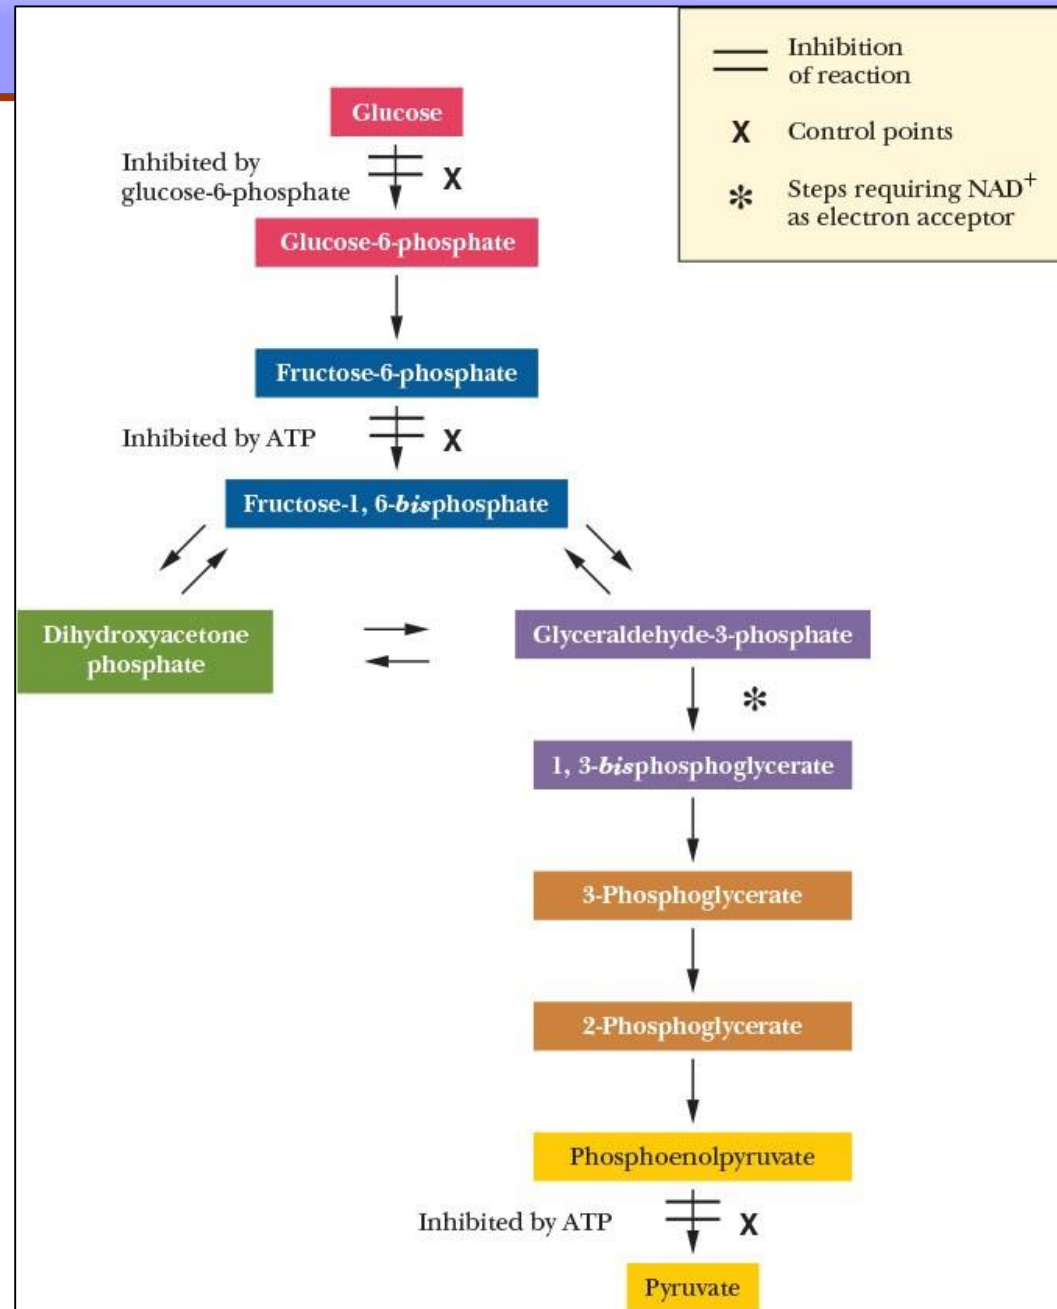 Inhibition
of reaction
X Control points
* Steps requiring NAD+
as electron acceptor
Glucose
Inhibited by
glucose-6-phosphate
X
Glucose-6-phosphate
Fructose-6-phosphate
Inhibited by ATP
X
Fructose-1, 6-bisphosphate
Dihydroxyacetone
phosphate
Glyceraldehyde-3-phosphate
*
1, 3-bisphosphoglycerate
3-Phosphoglycerate
2-Phosphoglycerate
Phosphoenolpyruvate
Inhibited by ATP
X
Pyruvate